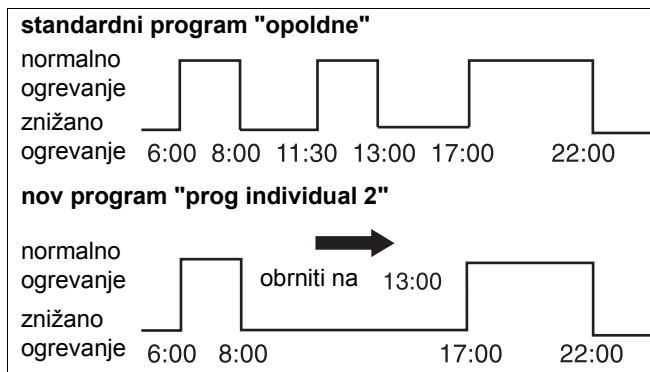 standardni program "opoldne"
normalno
ogrevanje
znižano
ogrevanje
6:00 8:00 11:30 13:00 17:00 22:00
nov program "prog individual 2"
normalno
ogrevanje
obrniti na 13:00
znižano
ogrevanje
6:00 8:00 17:00 22:00